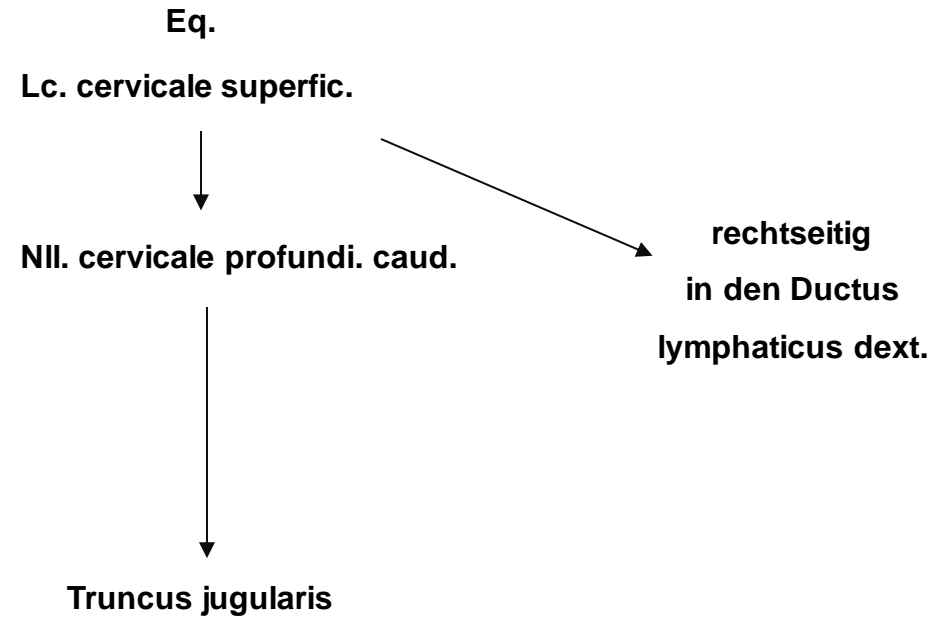 Eq.
Lc. cervicale superfic.
Nll. cervicale profundi. caud.
rechtseitig
in den Ductus
lymphaticus dext.
Truncus jugularis